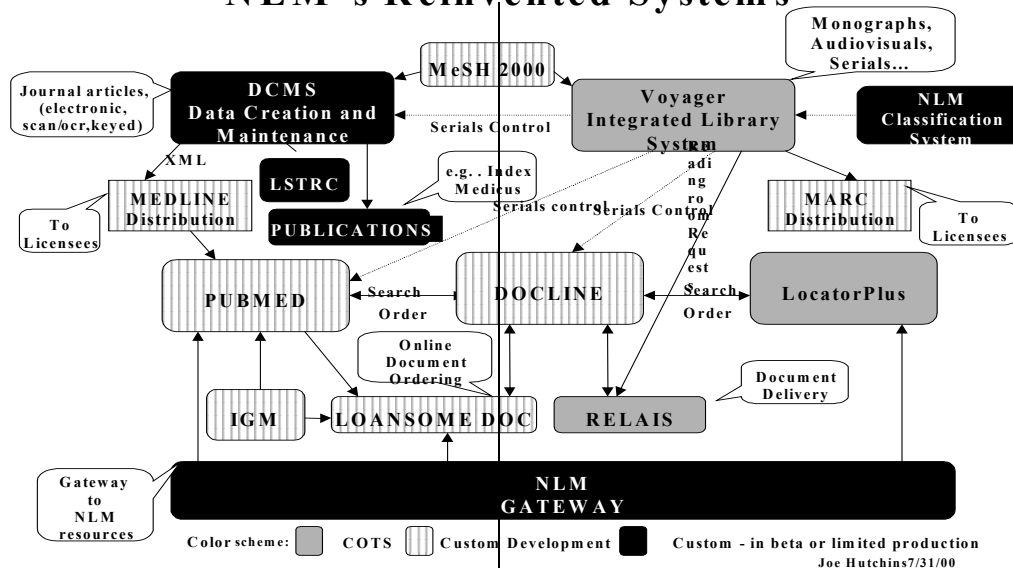 NLM's Reinvented Systems
Monographs,
Audiovisuals,
Serials...
MeSH 2000
Journal articles,
(electronic,
scan/ocr,keyed)
DCMS
Data Creation and
Maintenance
Voyager
Integrated Library
System
NLM
Classification
System
Serials Control
XML
LSTRC
e.g. . Index
Medicus
Reading room Requests
MEDLINE
Distribution
To
Licensees
PUBLICATIONS
Serials control
Serials Control
MARC
Distribution
To
Licensees
PUBMED
Search
Order
DOCLINE
Search
Order
LocatorPlus
Online
Document
Ordering
Document
Delivery
IGM
LOANSOME DOC
RELAIS
Gateway
to
NLM
resources
NLM
GATEWAY
Color scheme: COTS Custom Development Custom - in beta or limited production
Joe Hutchins7/31/00